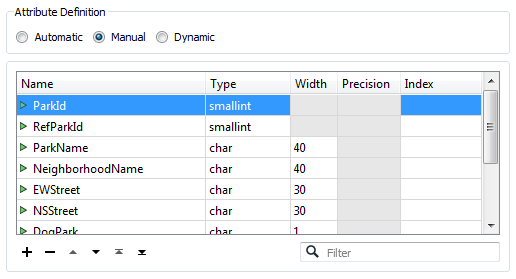 Attribute Definition
Automatic Manual Dynamic
Name Type Width Precision Index
ParkId smallint
RefParkId smallint
ParkName char 40
NeighborhoodName char 40
EWStreet char 30
NSStreet char 30
DogPark char 1
Filter